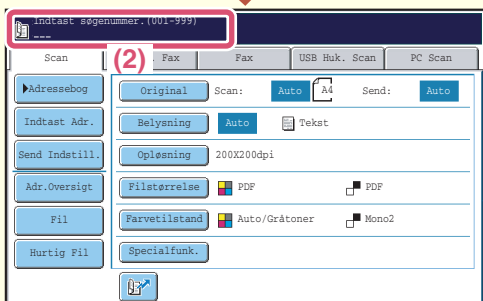 Indtast søgenummer.(001-999)
---
Scan
(2)
Fax
Fax
USB Huk. Scan
PC Scan
Adressebog
Original
Scan:
Auto
A4
Send:
Auto
Indtast Adr.
Belysning
Auto
Tekst
Send Indstill.
Opløsning
200X200dpi
Adr.Oversigt
Filstørrelse
PDF
PDF
Fil
Farvetilstand
Auto/Gråtoner
Mono2
Hurtig Fil
Specialfunk.